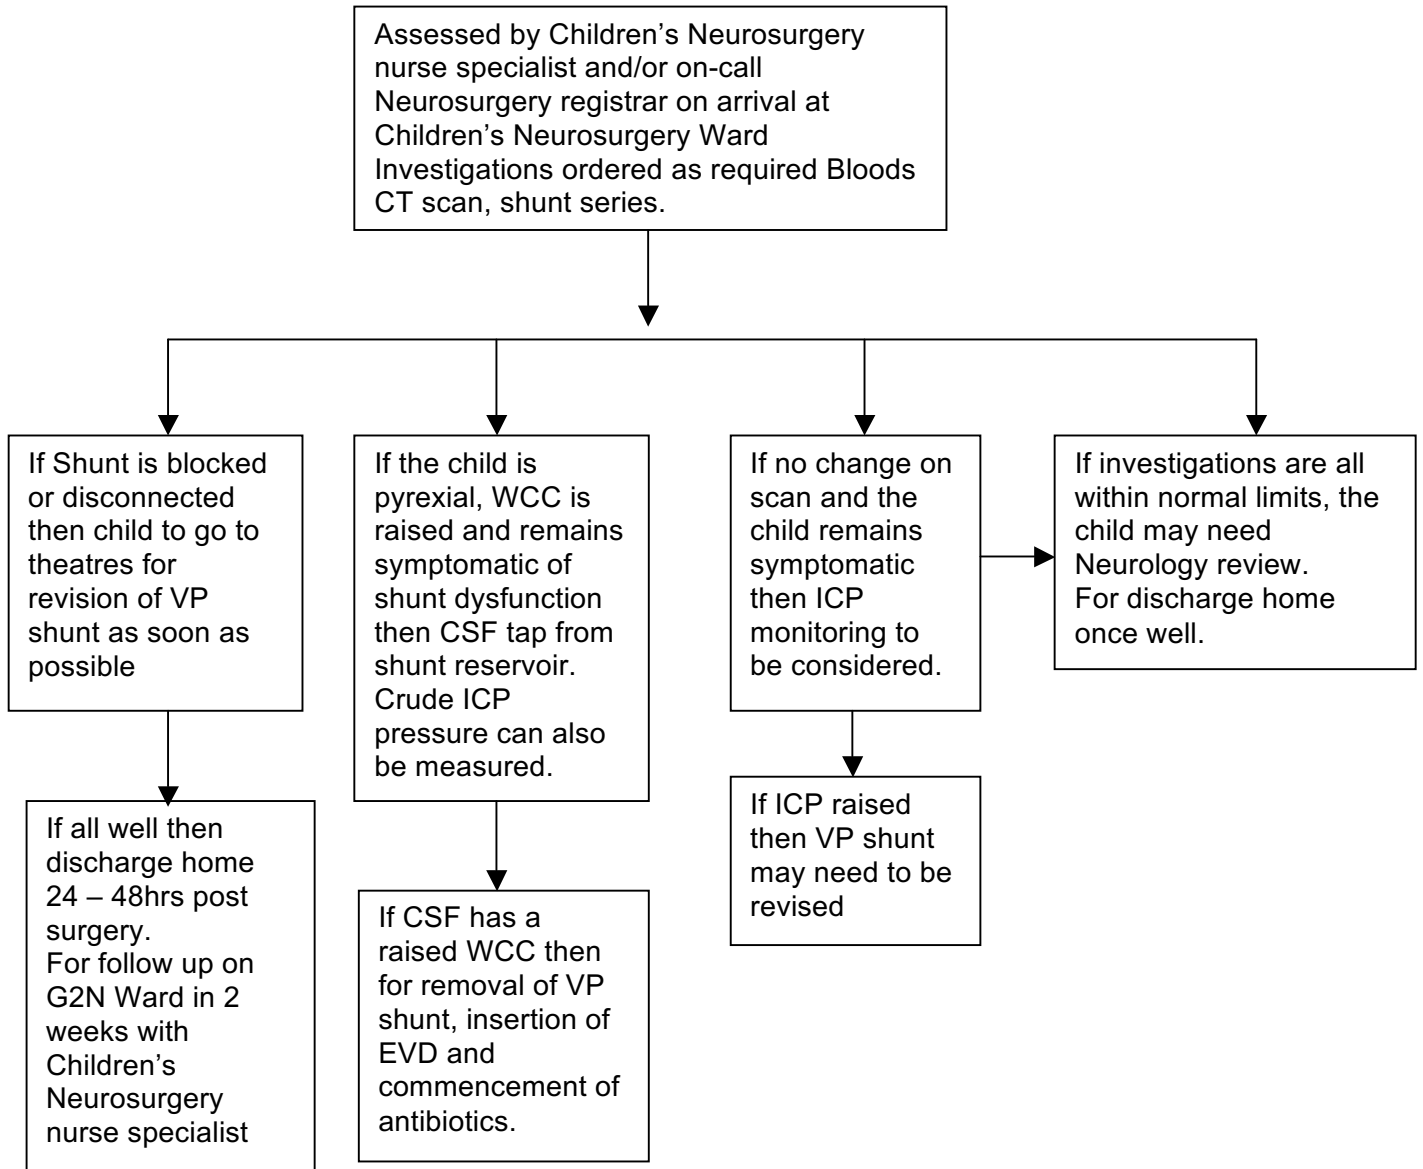 Assessed by Children’s Neurosurgery
nurse specialist and/or on-call
Neurosurgery registrar on arrival at
Children’s Neurosurgery Ward
Investigations ordered as required Bloods
CT scan, shunt series.
If Shunt is blocked
or disconnected
then child to go to
theatres for
revision of VP
shunt as soon as
possible
If the child is
pyrexial, WCC is
raised and remains
symptomatic of
shunt dysfunction
then CSF tap from
shunt reservoir.
Crude ICP
pressure can also
be measured.
If no change on
scan and the
child remains
symptomatic
then ICP
monitoring to
be considered.
If investigations are all
within normal limits, the
child may need
Neurology review.
For discharge home
once well.
If all well then
discharge home
24 – 48hrs post
surgery.
For follow up on
G2N Ward in 2
weeks with
Children’s
Neurosurgery
nurse specialist
If CSF has a
raised WCC then
for removal of VP
shunt, insertion of
EVD and
commencement of
antibiotics.
If ICP raised
then VP shunt
may need to be
revised